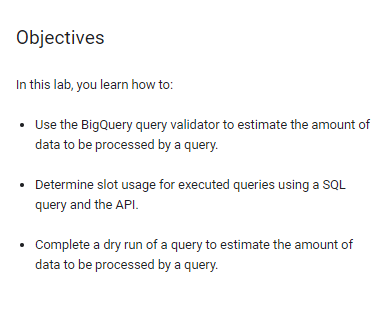 Objectives
In this lab, you learn how to:
• Use the BigQuery query validator to estimate the amount of
data to be processed by a query.
• Determine slot usage for executed queries using a SQL
query and the API.
• Complete a dry run of a query to estimate the amount of
data to be processed by a query.